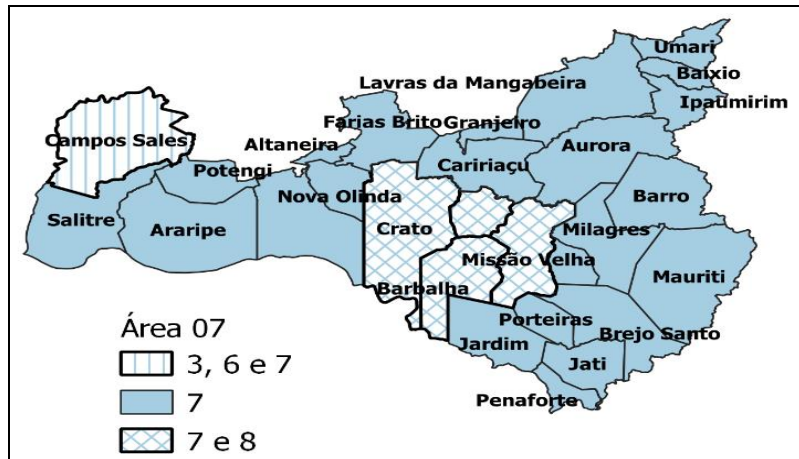 Umari
Baixio
Lavras da Mangabeira
Ipaumirim
Farias Brito
Granjeiro
Campos Sales
Altaneira
Aurora
Potengi
Caririaçu
Nova Olinda
Barro
Salitre
Araripe
Crato
Milagres
Missão Velha
Mauriti
Barbalha
Porteiras
Brejo Santo
Jardim
Jati
Penaforte
Área 07
3, 6 e 7
7
7 e 8